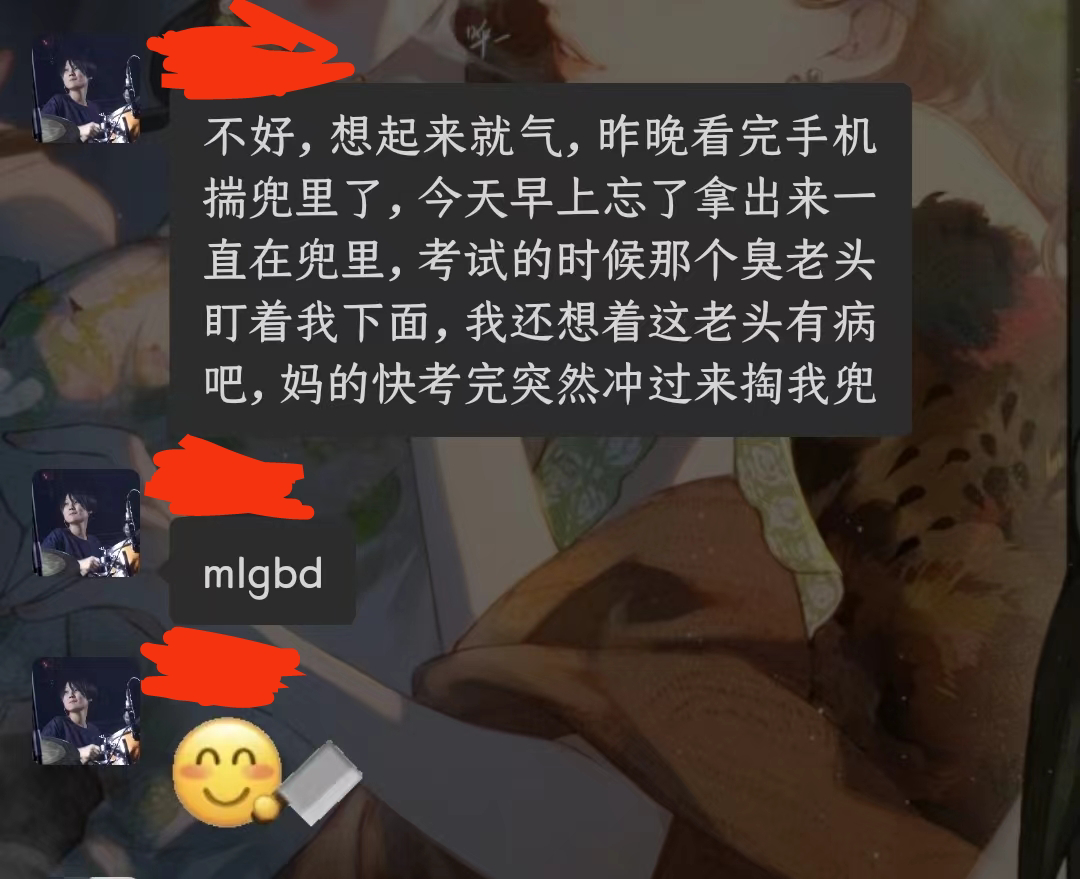 不好，想起来就气，昨晚看完手机
揣兜里了，今天早上忘了拿出来一
直在兜里，考试的时候那个臭老头
盯着我下面，我还想着这老头有病
吧，妈的快考完突然冲过来掏我兜
mlgbd